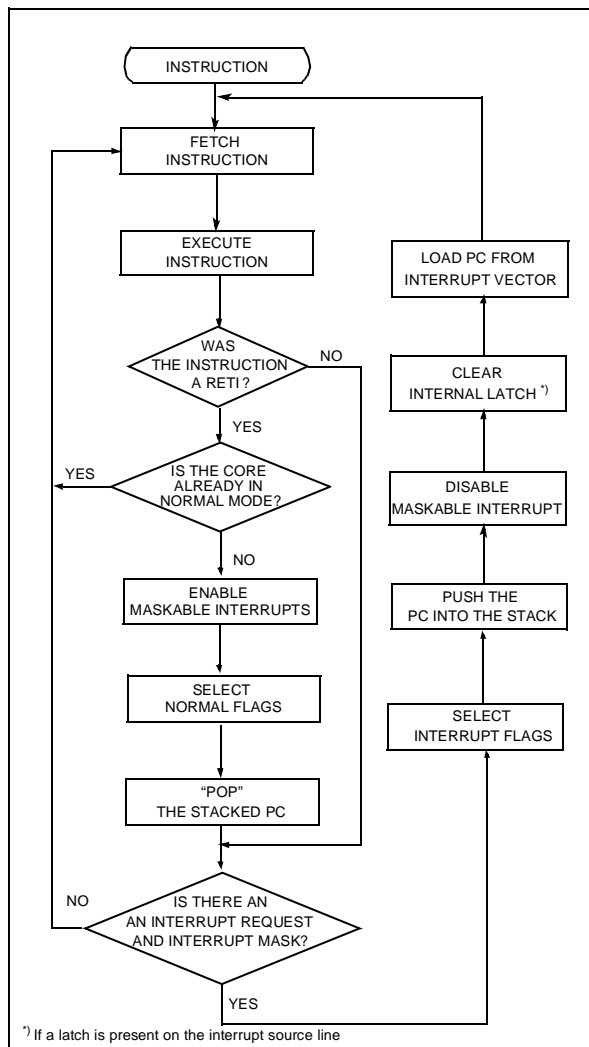 INSTRUCTION
FETCH
INSTRUCTION
EXECUTE
INSTRUCTION
WAS
THE INSTRUCTION
A RETI ?
NO
YES
IS THE CORE
ALREADY IN
NORMAL MODE?
YES
NO
ENABLE
MASKABLE INTERRUPTS
SELECT
NORMAL FLAGS
“POP”
THE STACKED PC
IS THERE AN
AN INTERRUPT REQUEST
AND INTERRUPT MASK?
NO
YES
SELECT
INTERRUPT FLAGS
PUSH THE
PC INTO THE STACK
DISABLE
MASKABLE INTERRUPT
CLEAR
INTERNAL LATCH *)
LOAD PC FROM
INTERRUPT VECTOR
*) If a latch is present on the interrupt source line